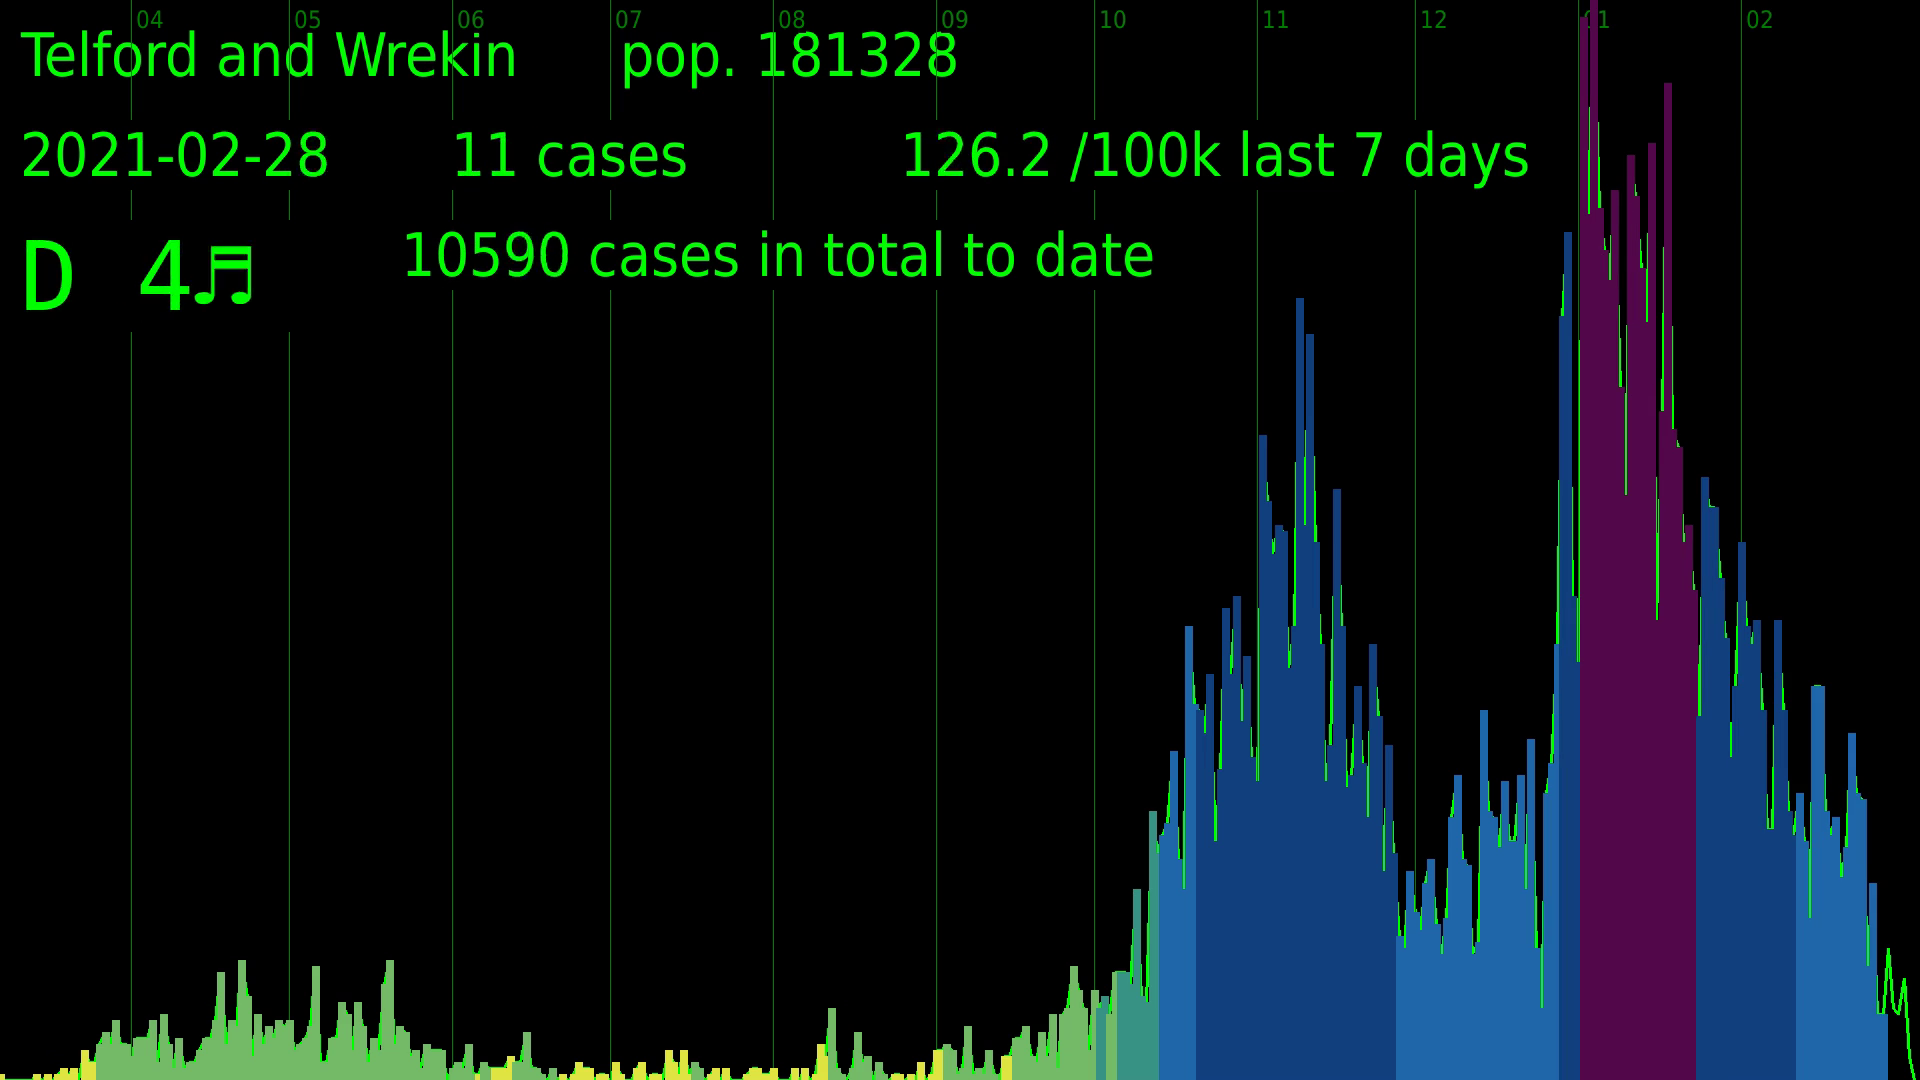 04 05 06 07 08 09 10 11 12 01 02
Telford and Wrekin pop. 181328
2021-02-28 11 cases 126.2 /100k last 7 days
D 4♬ 10590 cases in total to date